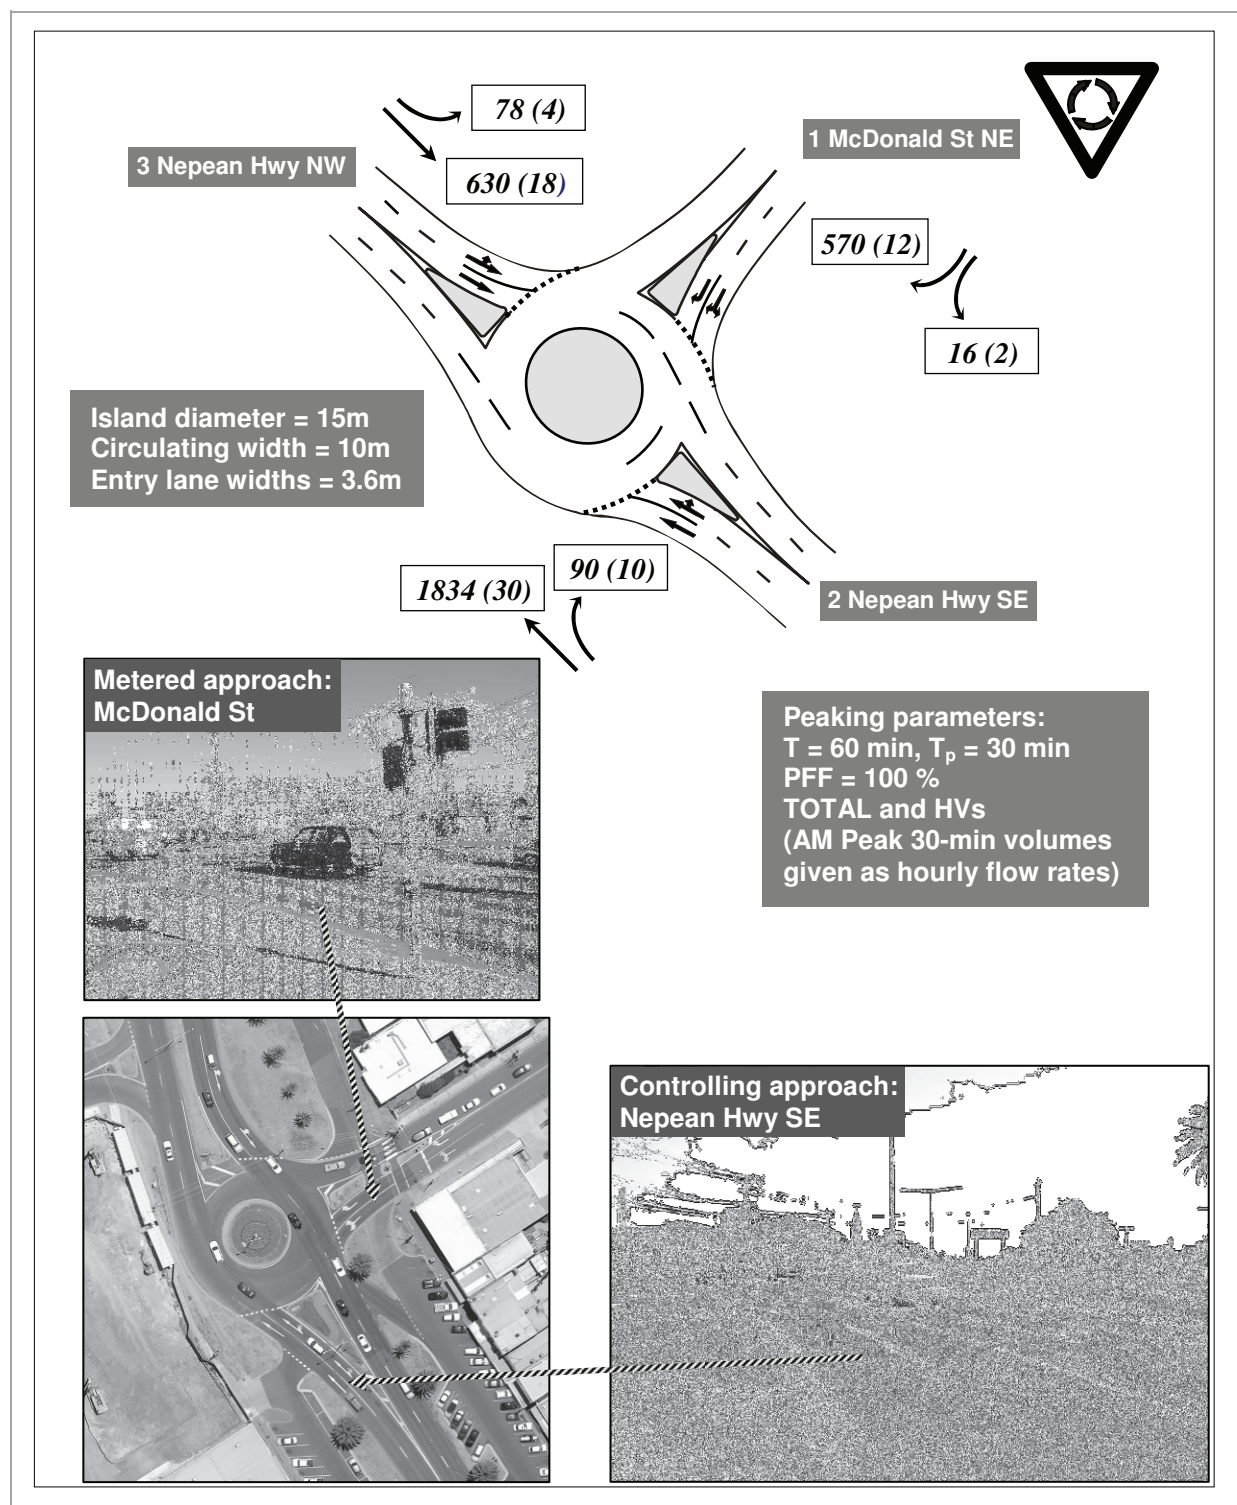 78 (4)
1 McDonald St NE
3 Nepean Hwy NW
630 (18)
570 (12)
16 (2)
Island diameter = 15m
Circulating width = 10m
Entry lane widths = 3.6m
90 (10)
1834 (30)
2 Nepean Hwy SE
Metered approach:
McDonald St
Peaking parameters:
T = 60 min, Tp = 30 min
PFF = 100 %
TOTAL and HVs
(AM Peak 30-min volumes
given as hourly flow rates)
Controlling approach:
Nepean Hwy SE